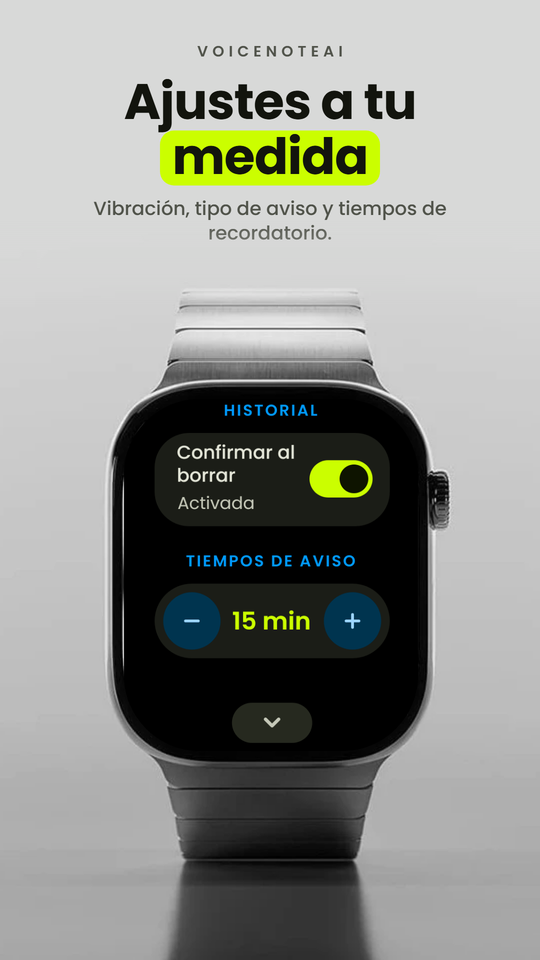 VOICENOTEAI
Ajustes a tu
medida
Vibración, tipo de aviso y tiempos de
recordatorio.
HISTORIAL
Confirmar al
borrar
Activada
TIEMPOS DE AVISO
− 15 min +